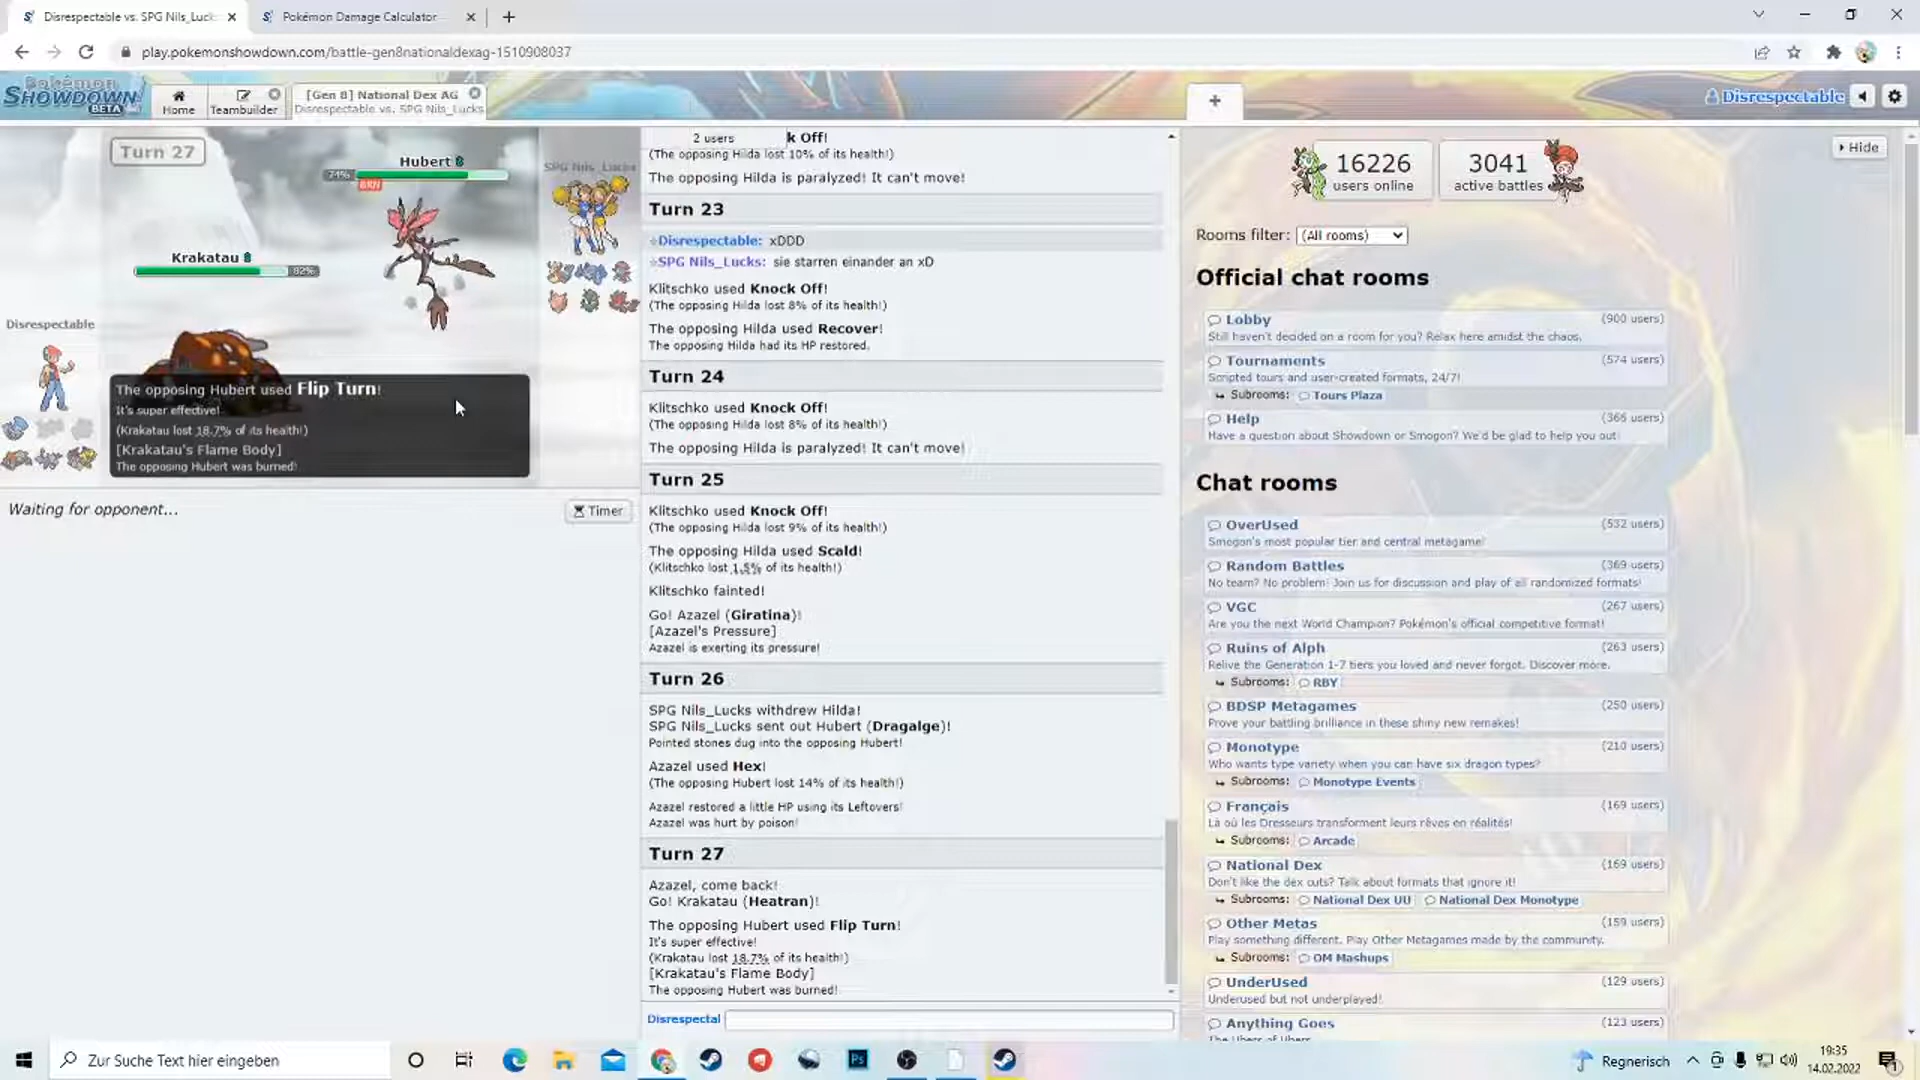 Disrespectable vs. SPG Nils_Luck
Pokémon Damage Calculator
play.pokemonshowdown.com/battle-gen8nationaldexag-1510908037
Pokémon
SHOWDOWN!
BETA
Home
Teambuilder
[Gen 8] National Dex AG
Disrespectable vs. SPG Nils_Lucks
+
Disrespectable
Turn 27
Hubert
74%
BRN
Krakatau
82%
SPG Nils_Lucks
Disrespectable
The opposing Hubert used Flip Turn!
It's super effective!
(Krakatau lost 18.7% of its health!)
[Krakatau's Flame Body]
The opposing Hubert was burned!
Waiting for opponent...
Timer
2 users
k Off!
(The opposing Hilda lost 10% of its health!)
The opposing Hilda is paralyzed! It can't move!
Turn 23
☆Disrespectable: xDDD
☆SPG Nils_Lucks: sie starren einander an xD
Klitschko used Knock Off!
(The opposing Hilda lost 8% of its health!)
The opposing Hilda used Recover!
The opposing Hilda had its HP restored.
Turn 24
Klitschko used Knock Off!
(The opposing Hilda lost 8% of its health!)
The opposing Hilda is paralyzed! It can't move!
Turn 25
Klitschko used Knock Off!
(The opposing Hilda lost 9% of its health!)
The opposing Hilda used Scald!
(Klitschko lost 1.5% of its health!)
Klitschko fainted!
Go! Azazel (Giratina)!
[Azazel's Pressure]
Azazel is exerting its pressure!
Turn 26
SPG Nils_Lucks withdrew Hilda!
SPG Nils_Lucks sent out Hubert (Dragalge)!
Pointed stones dug into the opposing Hubert!
Azazel used Hex!
(The opposing Hubert lost 14% of its health!)
Azazel restored a little HP using its Leftovers!
Azazel was hurt by poison!
Turn 27
Azazel, come back!
Go! Krakatau (Heatran)!
The opposing Hubert used Flip Turn!
It's super effective!
(Krakatau lost 18.7% of its health!)
[Krakatau's Flame Body]
The opposing Hubert was burned!
Disrespectal
16226
users online
3041
active battles
Hide
Rooms filter: (All rooms)
Official chat rooms
Lobby (900 users)
Still haven't decided on a room for you? Relax here amidst the chaos.
Tournaments (574 users)
Scripted tours and user-created formats, 24/7!
Subrooms: Tours Plaza
Help (366 users)
Have a question about Showdown or Smogon? We'd be glad to help you out!
Chat rooms
OverUsed (532 users)
Smogon's most popular tier and central metagame!
Random Battles (369 users)
No team? No problem! Join us for discussion and play of all randomized formats!
VGC (267 users)
Are you the next World Champion? Pokémon's official competitive format!
Ruins of Alph (263 users)
Relive the Generation 1-7 tiers you loved and never forgot. Discover more.
Subrooms: RBY
BDSP Metagames (250 users)
Prove your battling brilliance in these shiny new remakes!
Monotype (210 users)
Who wants type variety when you can have six dragon types?
Subrooms: Monotype Events
Français (169 users)
Là où les Dresseurs transforment leurs rêves en réalités!
Subrooms: Arcade
National Dex (169 users)
Don't like the dex cuts? Talk about formats that ignore it!
Subrooms: National Dex UU National Dex Monotype
Other Metas (159 users)
Play something different. Play Other Metagames made by the community.
Subrooms: OM Mashups
UnderUsed (129 users)
Underused but not underplayed!
Anything Goes (123 users)
The Ubers of Ubers
Zur Suche Text hier eingeben
Ps
Regnerisch
19:35
14.02.2022